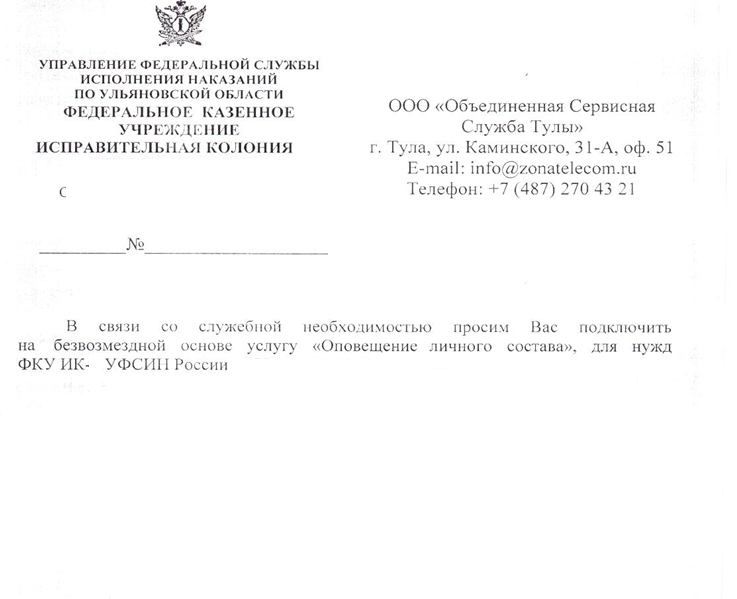 УПРАВЛЕНИЕ ФЕДЕРАЛЬНОЙ СЛУЖБЫ
ИСПОЛНЕНИЯ НАКАЗАНИЙ
ПО УЛЬЯНОВСКОЙ ОБЛАСТИ
ФЕДЕРАЛЬНОЕ КАЗЕННОЕ
УЧРЕЖДЕНИЕ
ИСПРАВИТЕЛЬНАЯ КОЛОНИЯ
С
№
ООО «Объединенная Сервисная
Служба Тулы»
г. Тула, ул. Каминского, 31-А, оф. 51
E-mail: info@zonatelecom.ru
Телефон: +7 (487) 270 43 21
В связи со служебной необходимостью просим Вас подключить
на безвозмездной основе услугу «Оповещение личного состава», для нужд
ФКУ ИК- УФСИН России